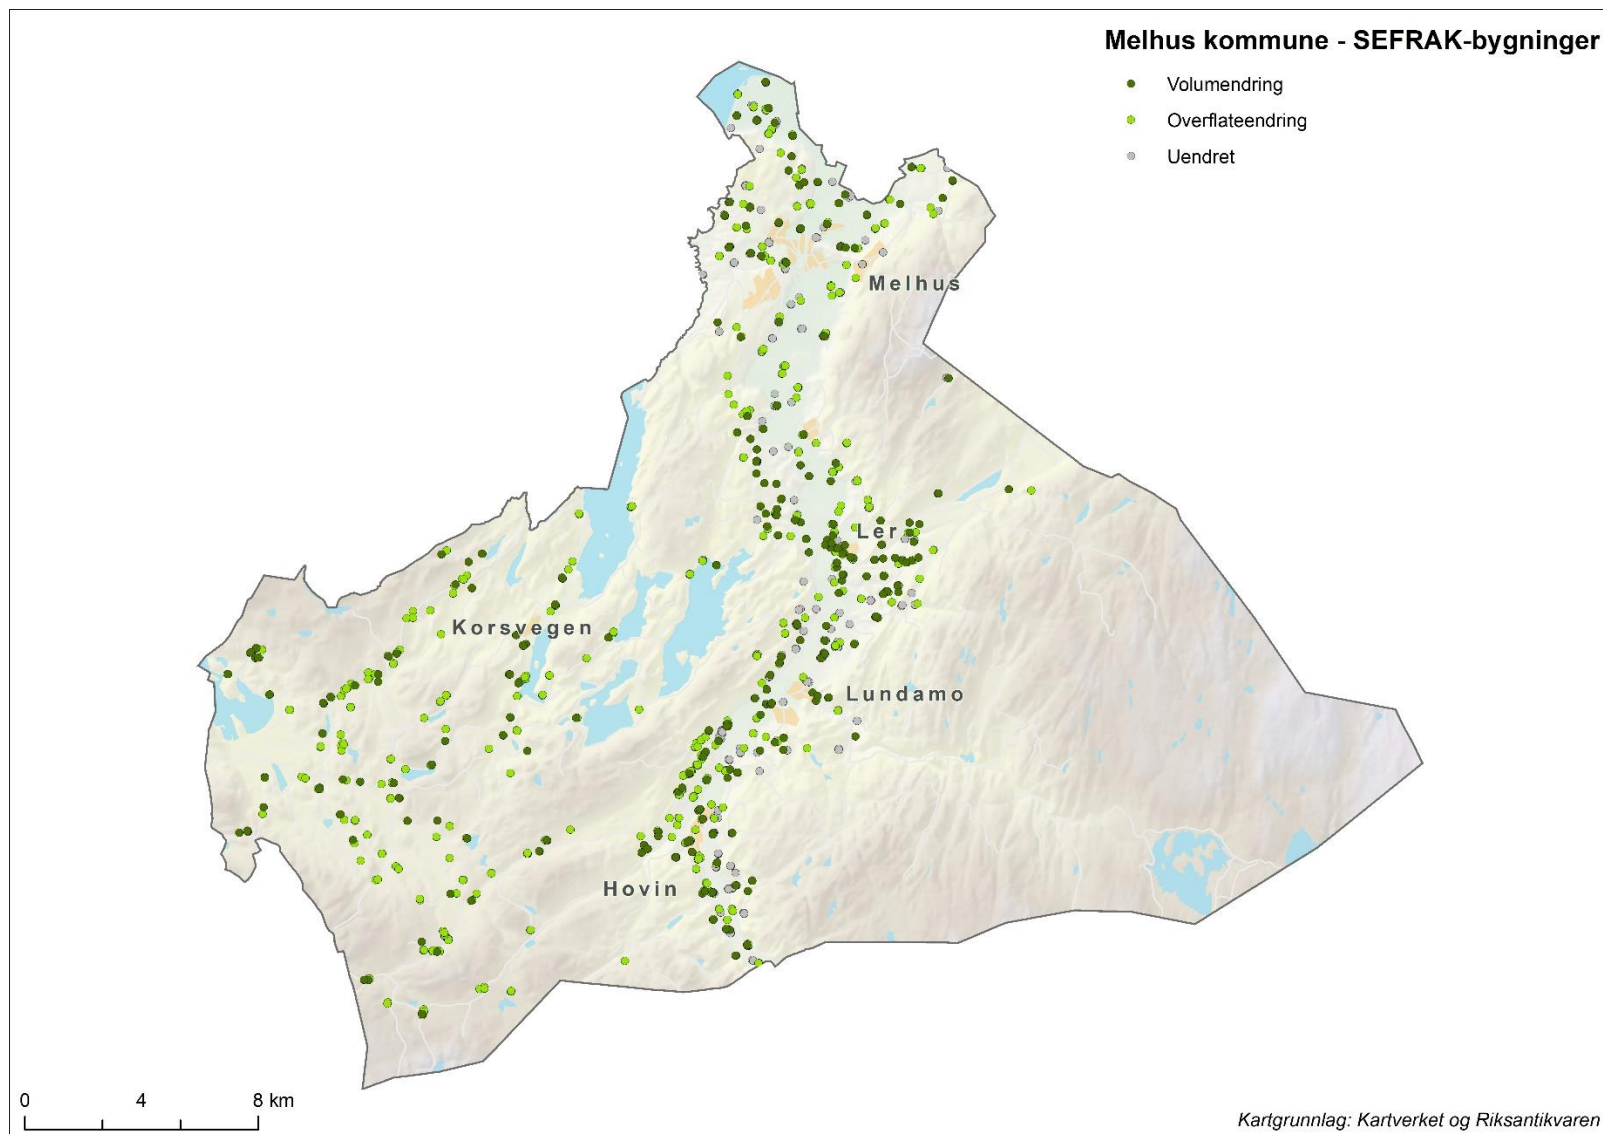 Melhus kommune - SEFRAK-bygninger
Volumendring
Overflateendring
Uendret
Melhus
Ler
Korsvegen
Lundamo
Hovin
0 4 8 km
Kartgrunnlag: Kartverket og Riksantikvaren